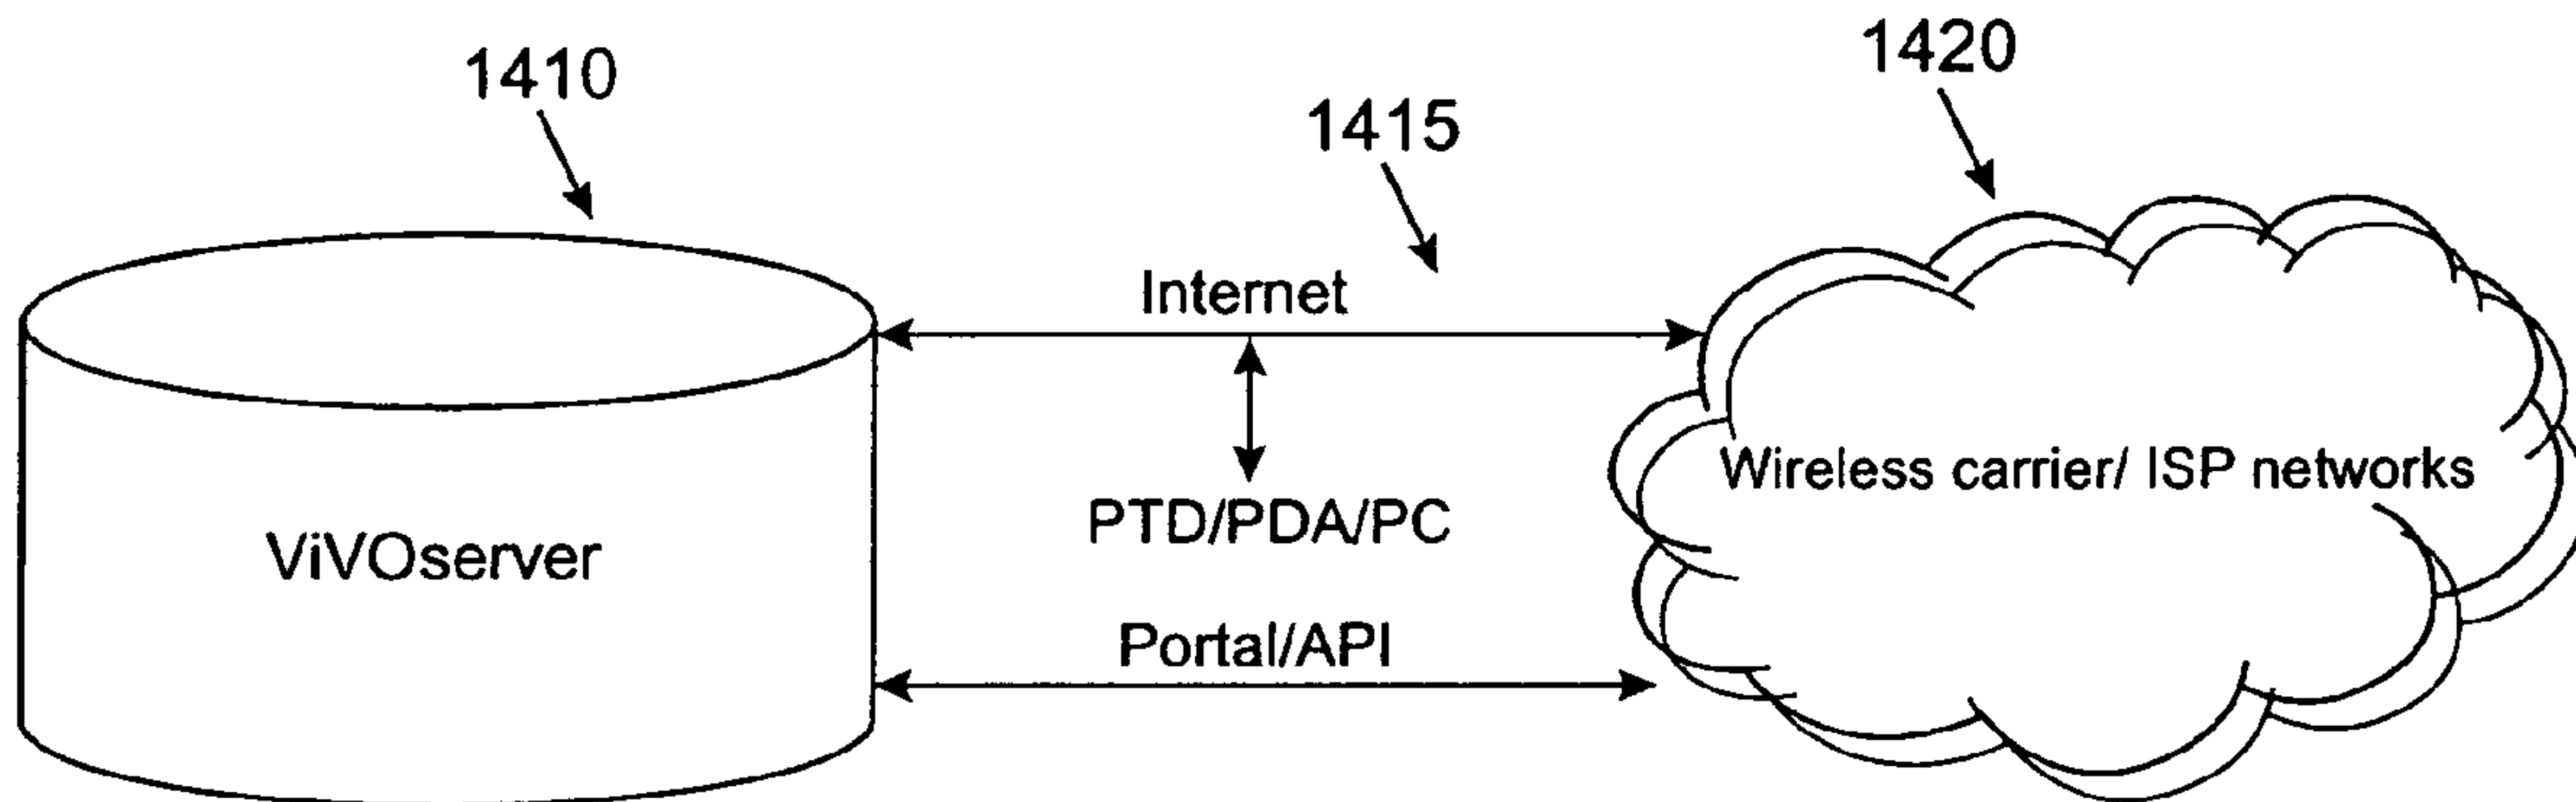 1410
1415
1420
Internet
PTD/PDA/PC
Portal/API
ViVOserver
Wireless carrier/ ISP networks